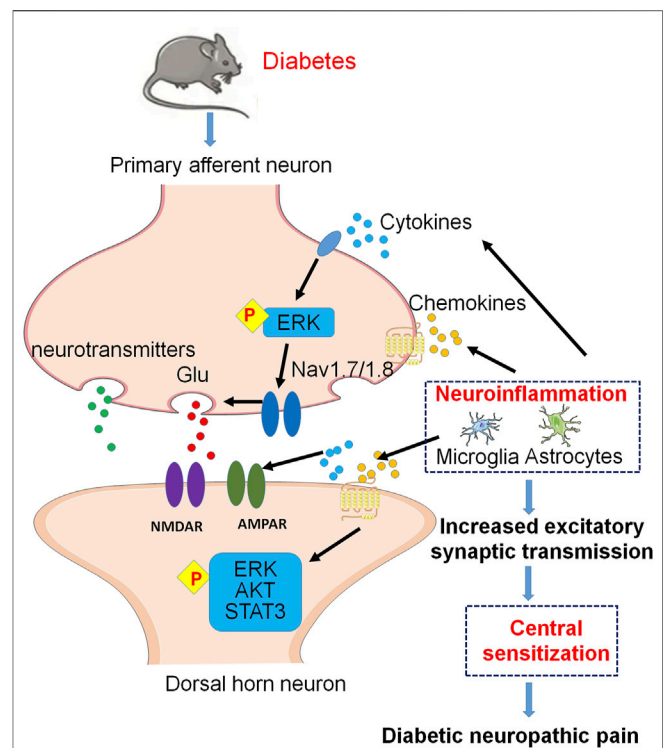 Diabetes
Primary afferent neuron
Cytokines
Chemokines
P
ERK
neurotransmitters
Glu
Nav1.7/1.8
Neuroinflammation
Microglia Astrocytes
NMDAR
AMPAR
Increased excitatory
synaptic transmission
P
ERK
AKT
STAT3
Central
sensitization
Dorsal horn neuron
Diabetic neuropathic pain